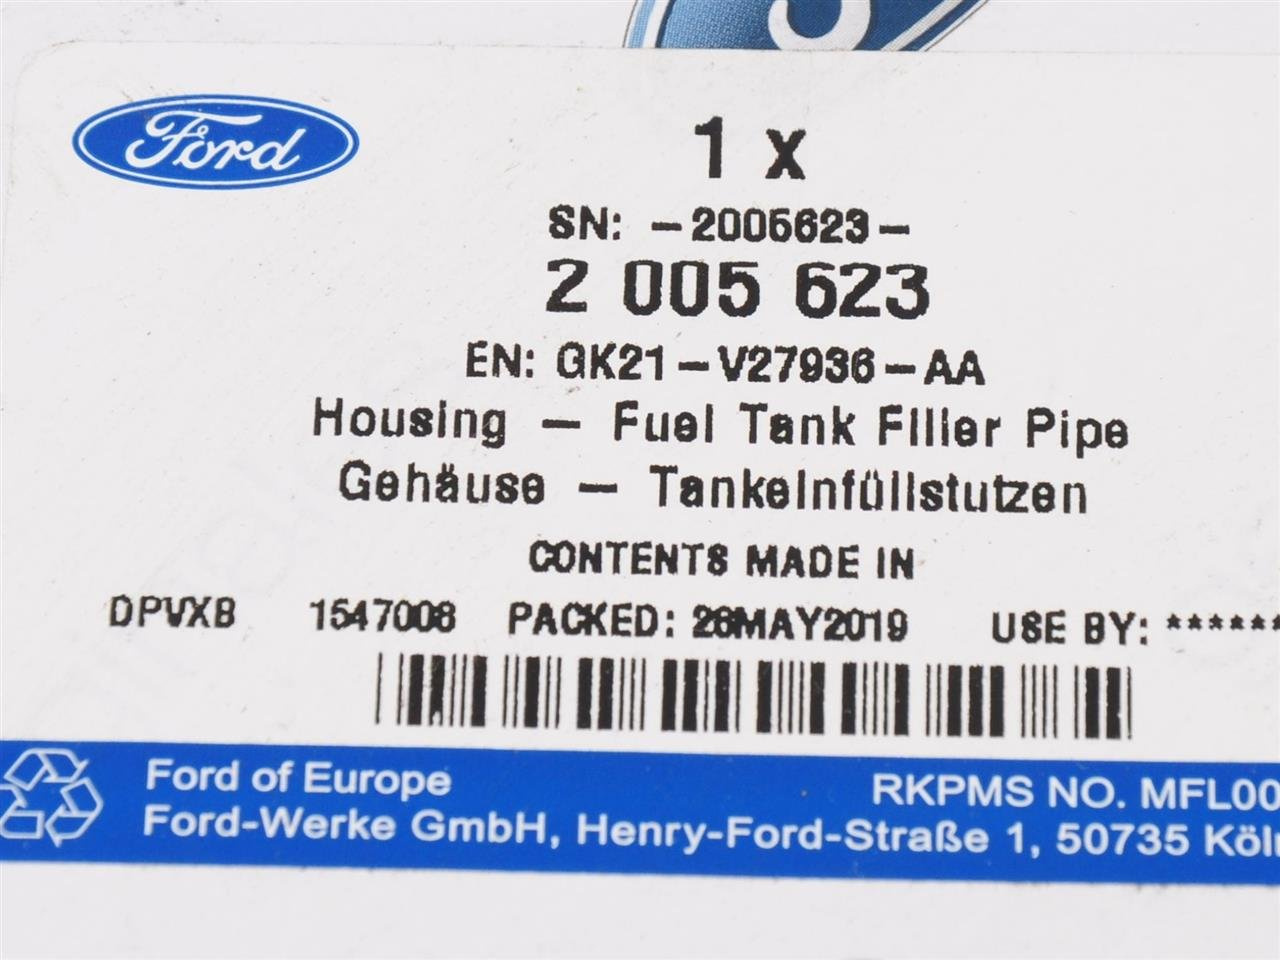 Ford
1 x
SN: -2005623-
2 005 623
EN: GK21-V27936-AA
Housing - Fuel Tank Filler Pipe
Gehäuse - Tankeinfüllstutzen
CONTENTS MADE IN
DPVXB 1547008 PACKED: 26MAY2019 USE BY: ******
Ford of Europe RKPMS NO. MFL00
Ford-Werke GmbH, Henry-Ford-Straße 1, 50735 Köl